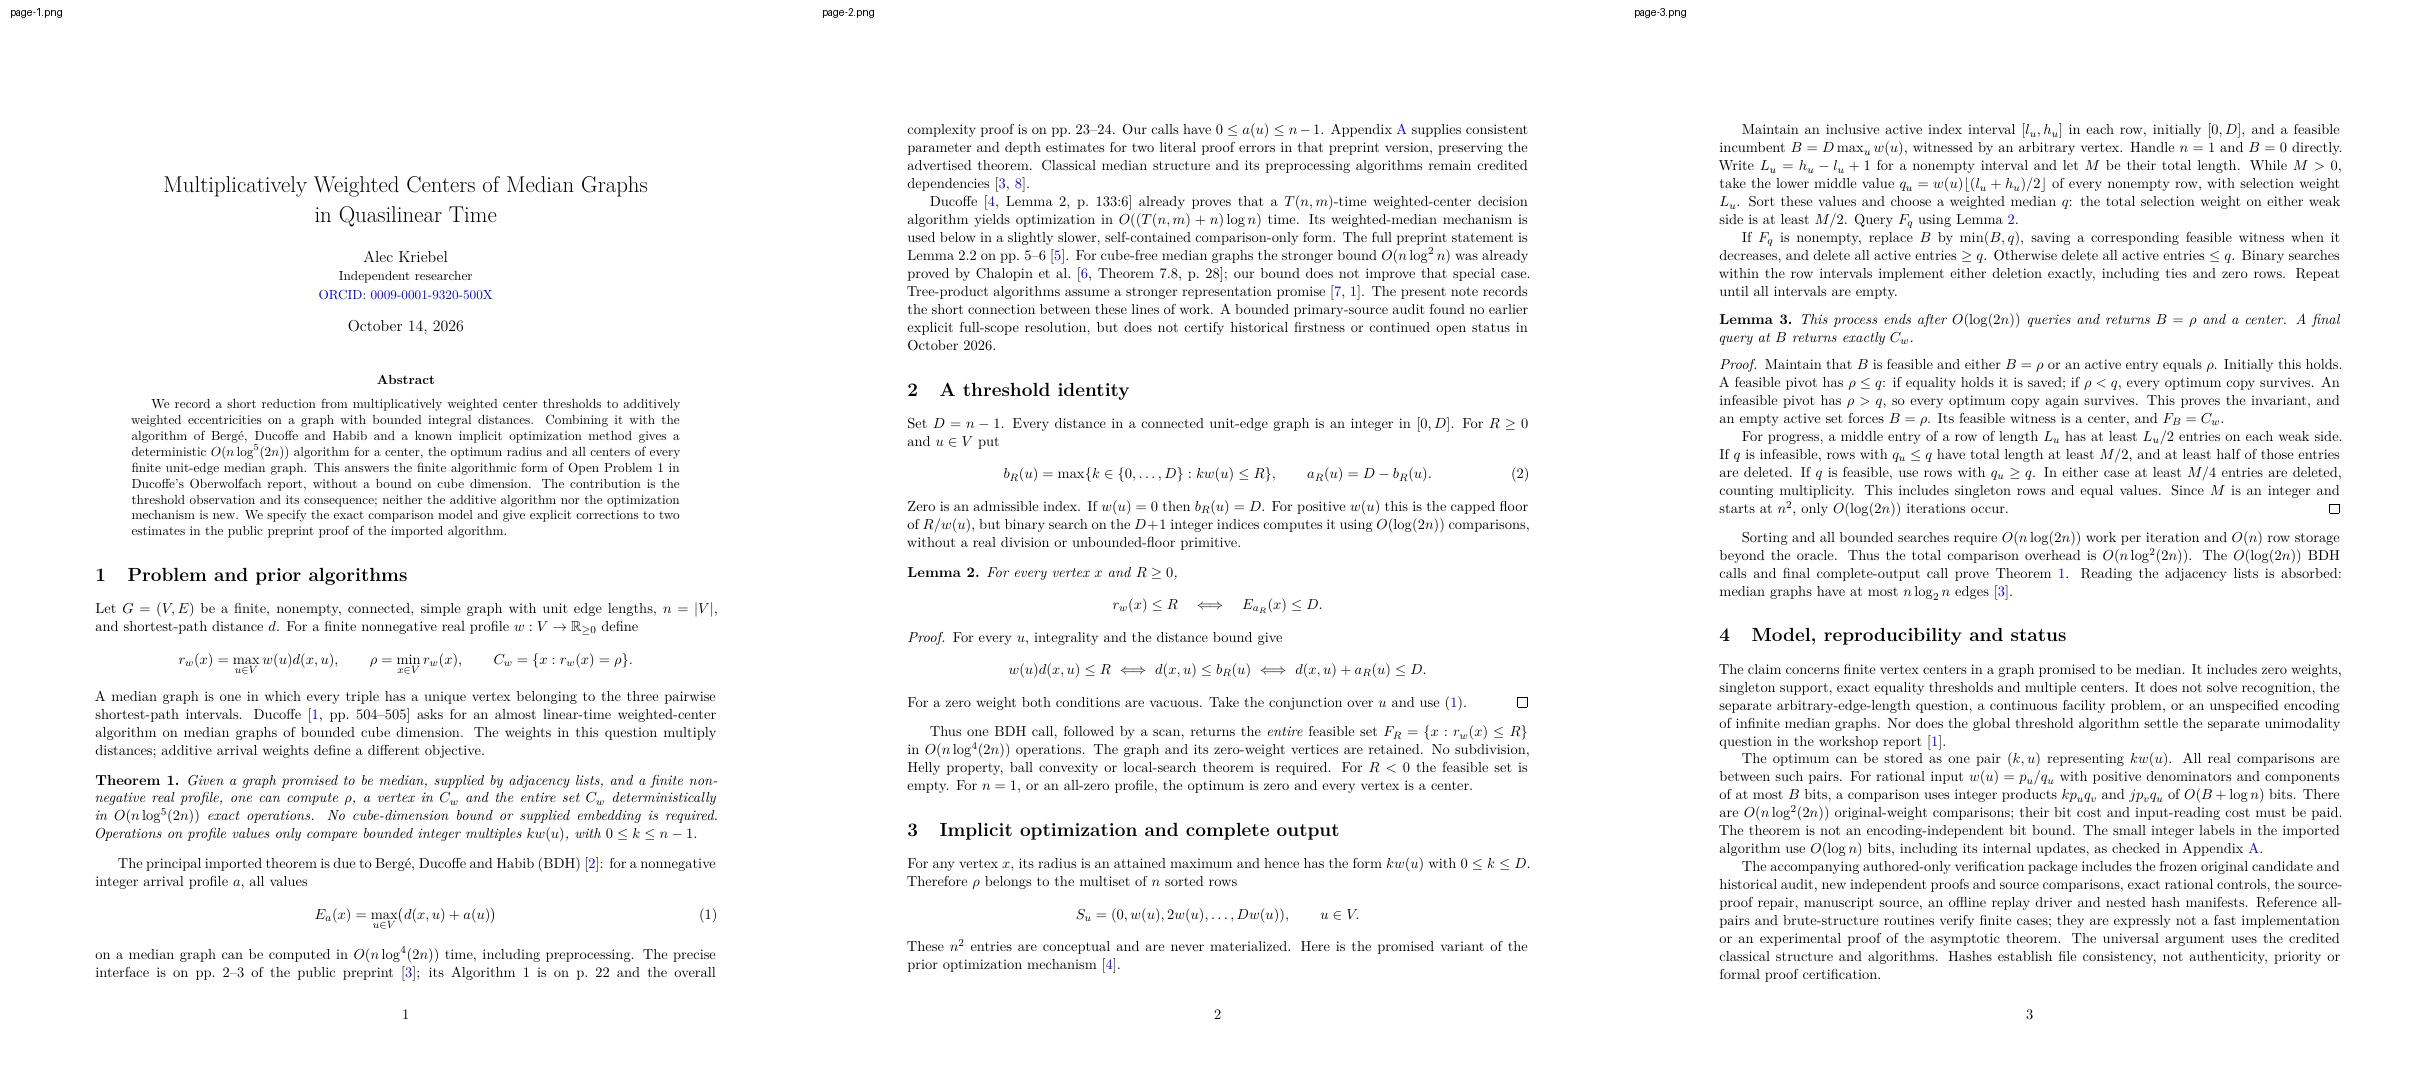 page-1.png
Multiplicatively Weighted Centers of Median Graphs
in Quasilinear Time
Alec Kriebel
Independent researcher
ORCID: 0009-0001-9320-500X
October 14, 2026
Abstract
We record a short reduction from multiplicatively weighted center thresholds to additively
weighted eccentricities on a graph with bounded integral distances. Combining it with the
algorithm of Bergé, Ducoffe and Habib and a known implicit optimization method gives a
deterministic O(n log⁵(2n)) algorithm for a center, the optimum radius and all centers of every
finite unit-edge median graph. This answers the finite algorithmic form of Open Problem 1 in
Ducoffe's Oberwolfach report, without a bound on cube dimension. The contribution is the
threshold observation and its consequence; neither the additive algorithm nor the optimization
mechanism is new. We specify the exact comparison model and give explicit corrections to two
estimates in the public preprint proof of the imported algorithm.
1 Problem and prior algorithms
Let G = (V, E) be a finite, nonempty, connected, simple graph with unit edge lengths, n = |V|,
and shortest-path distance d. For a finite nonnegative real profile w : V → ℝ≥0 define
r_w(x) = max_{u∈V} w(u)d(x, u), ρ = min_{x∈V} r_w(x), C_w = {x : r_w(x) = ρ}.
A median graph is one in which every triple has a unique vertex belonging to the three pairwise
shortest-path intervals. Ducoffe [1, pp. 504–505] asks for an almost linear-time weighted-center
algorithm on median graphs of bounded cube dimension. The weights in this question multiply
distances; additive arrival weights define a different objective.
Theorem 1. Given a graph promised to be median, supplied by adjacency lists, and a finite non-
negative real profile, one can compute ρ, a vertex in C_w and the entire set C_w deterministically
in O(n log⁵(2n)) exact operations. No cube-dimension bound or supplied embedding is required.
Operations on profile values only compare bounded integer multiples kw(u), with 0 ≤ k ≤ n − 1.
The principal imported theorem is due to Bergé, Ducoffe and Habib (BDH) [2]: for a nonnegative
integer arrival profile a, all values
E_a(x) = max_{u∈V}(d(x, u) + a(u)) (1)
on a median graph can be computed in O(n log⁴(2n)) time, including preprocessing. The precise
interface is on pp. 2–3 of the public preprint [3]; its Algorithm 1 is on p. 22 and the overall
1
page-2.png
complexity proof is on pp. 23–24. Our calls have 0 ≤ a(u) ≤ n − 1. Appendix A supplies consistent
parameter and depth estimates for two literal proof errors in that preprint version, preserving the
advertised theorem. Classical median structure and its preprocessing algorithms remain credited
dependencies [3, 8].
Ducoffe [4, Lemma 2, p. 133:6] already proves that a T(n, m)-time weighted-center decision
algorithm yields optimization in O((T(n, m) + n) log n) time. Its weighted-median mechanism is
used below in a slightly slower, self-contained comparison-only form. The full preprint statement is
Lemma 2.2 on pp. 5–6 [5]. For cube-free median graphs the stronger bound O(n log² n) was already
proved by Chalopin et al. [6, Theorem 7.8, p. 28]; our bound does not improve that special case.
Tree-product algorithms assume a stronger representation promise [7, 1]. The present note records
the short connection between these lines of work. A bounded primary-source audit found no earlier
explicit full-scope resolution, but does not certify historical firstness or continued open status in
October 2026.
2 A threshold identity
Set D = n − 1. Every distance in a connected unit-edge graph is an integer in [0, D]. For R ≥ 0
and u ∈ V put
b_R(u) = max{k ∈ {0, . . . , D} : kw(u) ≤ R}, a_R(u) = D − b_R(u). (2)
Zero is an admissible index. If w(u) = 0 then b_R(u) = D. For positive w(u) this is the capped floor
of R/w(u), but binary search on the D+1 integer indices computes it using O(log(2n)) comparisons,
without a real division or unbounded-floor primitive.
Lemma 2. For every vertex x and R ≥ 0,
r_w(x) ≤ R ⟺ E_{a_R}(x) ≤ D.
Proof. For every u, integrality and the distance bound give
w(u)d(x, u) ≤ R ⟺ d(x, u) ≤ b_R(u) ⟺ d(x, u) + a_R(u) ≤ D.
For a zero weight both conditions are vacuous. Take the conjunction over u and use (1). □
Thus one BDH call, followed by a scan, returns the entire feasible set F_R = {x : r_w(x) ≤ R}
in O(n log⁴(2n)) operations. The graph and its zero-weight vertices are retained. No subdivision,
Helly property, ball convexity or local-search theorem is required. For R < 0 the feasible set is
empty. For n = 1, or an all-zero profile, the optimum is zero and every vertex is a center.
3 Implicit optimization and complete output
For any vertex x, its radius is an attained maximum and hence has the form kw(u) with 0 ≤ k ≤ D.
Therefore ρ belongs to the multiset of n sorted rows
S_u = (0, w(u), 2w(u), . . . , Dw(u)), u ∈ V.
These n² entries are conceptual and are never materialized. Here is the promised variant of the
prior optimization mechanism [4].
2
page-3.png
Maintain an inclusive active index interval [l_u, h_u] in each row, initially [0, D], and a feasible
incumbent B = D max_u w(u), witnessed by an arbitrary vertex. Handle n = 1 and B = 0 directly.
Write L_u = h_u − l_u + 1 for a nonempty interval and let M be their total length. While M > 0,
take the lower middle value q_u = w(u)⌊(l_u + h_u)/2⌋ of every nonempty row, with selection weight
L_u. Sort these values and choose a weighted median q: the total selection weight on either weak
side is at least M/2. Query F_q using Lemma 2.
If F_q is nonempty, replace B by min(B, q), saving a corresponding feasible witness when it
decreases, and delete all active entries ≥ q. Otherwise delete all active entries ≤ q. Binary searches
within the row intervals implement either deletion exactly, including ties and zero rows. Repeat
until all intervals are empty.
Lemma 3. This process ends after O(log(2n)) queries and returns B = ρ and a center. A final
query at B returns exactly C_w.
Proof. Maintain that B is feasible and either B = ρ or an active entry equals ρ. Initially this holds.
A feasible pivot has ρ ≤ q: if equality holds it is saved; if ρ < q, every optimum copy survives. An
infeasible pivot has ρ > q, so every optimum copy again survives. This proves the invariant, and
an empty active set forces B = ρ. Its feasible witness is a center, and F_B = C_w.
For progress, a middle entry of a row of length L_u has at least L_u/2 entries on each weak side.
If q is infeasible, rows with q_u ≤ q have total length at least M/2, and at least half of those entries
are deleted. If q is feasible, use rows with q_u ≥ q. In either case at least M/4 entries are deleted,
counting multiplicity. This includes singleton rows and equal values. Since M is an integer and
starts at n², only O(log(2n)) iterations occur. □
Sorting and all bounded searches require O(n log(2n)) work per iteration and O(n) row storage
beyond the oracle. Thus the total comparison overhead is O(n log²(2n)). The O(log(2n)) BDH
calls and final complete-output call prove Theorem 1. Reading the adjacency lists is absorbed:
median graphs have at most n log₂ n edges [3].
4 Model, reproducibility and status
The claim concerns finite vertex centers in a graph promised to be median. It includes zero weights,
singleton support, exact equality thresholds and multiple centers. It does not solve recognition, the
separate arbitrary-edge-length question, a continuous facility problem, or an unspecified encoding
of infinite median graphs. Nor does the global threshold algorithm settle the separate unimodality
question in the workshop report [1].
The optimum can be stored as one pair (k, u) representing kw(u). All real comparisons are
between such pairs. For rational input w(u) = p_u/q_u with positive denominators and components
of at most B bits, a comparison uses integer products kp_uq_v and jp_vq_u of O(B + log n) bits. There
are O(n log²(2n)) original-weight comparisons; their bit cost and input-reading cost must be paid.
The theorem is not an encoding-independent bit bound. The small integer labels in the imported
algorithm use O(log n) bits, including its internal updates, as checked in Appendix A.
The accompanying authored-only verification package includes the frozen original candidate and
historical audit, new independent proofs and source comparisons, exact rational controls, the source-
proof repair, manuscript source, an offline replay driver and nested hash manifests. Reference all-
pairs and brute-structure routines verify finite cases; they are expressly not a fast implementation
or an experimental proof of the asymptotic theorem. The universal argument uses the credited
classical structure and algorithms. Hashes establish file consistency, not authenticity, priority or
formal proof certification.
3